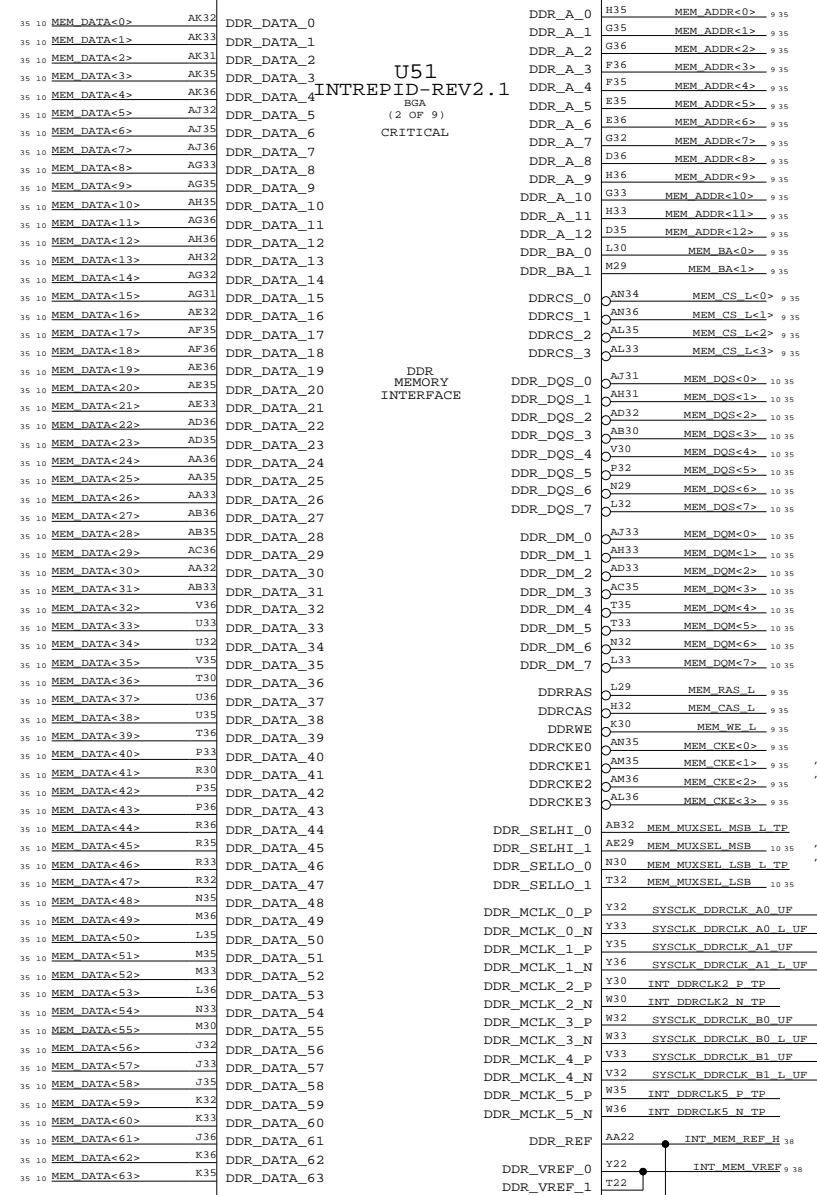 35 10 MEM_DATA<0> AK32 DDR_DATA_0
35 10 MEM_DATA<1> AK33 DDR_DATA_1
35 10 MEM_DATA<2> AK31 DDR_DATA_2
35 10 MEM_DATA<3> AK35 DDR_DATA_3
35 10 MEM_DATA<4> AK36 DDR_DATA_4
35 10 MEM_DATA<5> AJ32 DDR_DATA_5
35 10 MEM_DATA<6> AJ35 DDR_DATA_6
35 10 MEM_DATA<7> AJ36 DDR_DATA_7
35 10 MEM_DATA<8> AG33 DDR_DATA_8
35 10 MEM_DATA<9> AG35 DDR_DATA_9
35 10 MEM_DATA<10> AH35 DDR_DATA_10
35 10 MEM_DATA<11> AG36 DDR_DATA_11
35 10 MEM_DATA<12> AH36 DDR_DATA_12
35 10 MEM_DATA<13> AH32 DDR_DATA_13
35 10 MEM_DATA<14> AG32 DDR_DATA_14
35 10 MEM_DATA<15> AG31 DDR_DATA_15
35 10 MEM_DATA<16> AE32 DDR_DATA_16
35 10 MEM_DATA<17> AF35 DDR_DATA_17
35 10 MEM_DATA<18> AF36 DDR_DATA_18
35 10 MEM_DATA<19> AE36 DDR_DATA_19
35 10 MEM_DATA<20> AE35 DDR_DATA_20
35 10 MEM_DATA<21> AE33 DDR_DATA_21
35 10 MEM_DATA<22> AD36 DDR_DATA_22
35 10 MEM_DATA<23> AD35 DDR_DATA_23
35 10 MEM_DATA<24> AA36 DDR_DATA_24
35 10 MEM_DATA<25> AA35 DDR_DATA_25
35 10 MEM_DATA<26> AA33 DDR_DATA_26
35 10 MEM_DATA<27> AB36 DDR_DATA_27
35 10 MEM_DATA<28> AB35 DDR_DATA_28
35 10 MEM_DATA<29> AC36 DDR_DATA_29
35 10 MEM_DATA<30> AA32 DDR_DATA_30
35 10 MEM_DATA<31> AB33 DDR_DATA_31
35 10 MEM_DATA<32> V36 DDR_DATA_32
35 10 MEM_DATA<33> U33 DDR_DATA_33
35 10 MEM_DATA<34> U32 DDR_DATA_34
35 10 MEM_DATA<35> V35 DDR_DATA_35
35 10 MEM_DATA<36> T30 DDR_DATA_36
35 10 MEM_DATA<37> U36 DDR_DATA_37
35 10 MEM_DATA<38> U35 DDR_DATA_38
35 10 MEM_DATA<39> T36 DDR_DATA_39
35 10 MEM_DATA<40> P33 DDR_DATA_40
35 10 MEM_DATA<41> R30 DDR_DATA_41
35 10 MEM_DATA<42> P35 DDR_DATA_42
35 10 MEM_DATA<43> P36 DDR_DATA_43
35 10 MEM_DATA<44> R36 DDR_DATA_44
35 10 MEM_DATA<45> R35 DDR_DATA_45
35 10 MEM_DATA<46> R33 DDR_DATA_46
35 10 MEM_DATA<47> R32 DDR_DATA_47
35 10 MEM_DATA<48> N35 DDR_DATA_48
35 10 MEM_DATA<49> M36 DDR_DATA_49
35 10 MEM_DATA<50> L35 DDR_DATA_50
35 10 MEM_DATA<51> M35 DDR_DATA_51
35 10 MEM_DATA<52> M33 DDR_DATA_52
35 10 MEM_DATA<53> L36 DDR_DATA_53
35 10 MEM_DATA<54> N33 DDR_DATA_54
35 10 MEM_DATA<55> M30 DDR_DATA_55
35 10 MEM_DATA<56> J32 DDR_DATA_56
35 10 MEM_DATA<57> J33 DDR_DATA_57
35 10 MEM_DATA<58> J35 DDR_DATA_58
35 10 MEM_DATA<59> K32 DDR_DATA_59
35 10 MEM_DATA<60> K33 DDR_DATA_60
35 10 MEM_DATA<61> J36 DDR_DATA_61
35 10 MEM_DATA<62> K36 DDR_DATA_62
35 10 MEM_DATA<63> K35 DDR_DATA_63
U51
INTREPID-REV2.1
BGA
(2 OF 9)
CRITICAL
DDR
MEMORY
INTERFACE
DDR_A_0 H35 MEM_ADDR<0> 9 35
DDR_A_1 G35 MEM_ADDR<1> 9 35
DDR_A_2 G36 MEM_ADDR<2> 9 35
DDR_A_3 F36 MEM_ADDR<3> 9 35
DDR_A_4 F35 MEM_ADDR<4> 9 35
DDR_A_5 E35 MEM_ADDR<5> 9 35
DDR_A_6 E36 MEM_ADDR<6> 9 35
DDR_A_7 G32 MEM_ADDR<7> 9 35
DDR_A_8 D36 MEM_ADDR<8> 9 35
DDR_A_9 H36 MEM_ADDR<9> 9 35
DDR_A_10 G33 MEM_ADDR<10> 9 35
DDR_A_11 H33 MEM_ADDR<11> 9 35
DDR_A_12 D35 MEM_ADDR<12> 9 35
DDR_BA_0 L30 MEM_BA<0> 9 35
DDR_BA_1 M29 MEM_BA<1> 9 35
DDRCS_0 AN34 MEM_CS_L<0> 9 35
DDRCS_1 AN36 MEM_CS_L<1> 9 35
DDRCS_2 AL35 MEM_CS_L<2> 9 35
DDRCS_3 AL33 MEM_CS_L<3> 9 35
DDR_DQS_0 AJ31 MEM_DQS<0> 10 35
DDR_DQS_1 AH31 MEM_DQS<1> 10 35
DDR_DQS_2 AD32 MEM_DQS<2> 10 35
DDR_DQS_3 AB30 MEM_DQS<3> 10 35
DDR_DQS_4 V30 MEM_DQS<4> 10 35
DDR_DQS_5 P32 MEM_DQS<5> 10 35
DDR_DQS_6 N29 MEM_DQS<6> 10 35
DDR_DQS_7 L32 MEM_DQS<7> 10 35
DDR_DM_0 AJ33 MEM_DQM<0> 10 35
DDR_DM_1 AH33 MEM_DQM<1> 10 35
DDR_DM_2 AD33 MEM_DQM<2> 10 35
DDR_DM_3 AC35 MEM_DQM<3> 10 35
DDR_DM_4 T35 MEM_DQM<4> 10 35
DDR_DM_5 T33 MEM_DQM<5> 10 35
DDR_DM_6 N32 MEM_DQM<6> 10 35
DDR_DM_7 L33 MEM_DQM<7> 10 35
DDRRAS L29 MEM_RAS_L 9 35
DDRCAS H32 MEM_CAS_L 9 35
DDRWE K30 MEM_WE_L 9 35
DDRCKE0 AN35 MEM_CKE<0> 9 35
DDRCKE1 AM35 MEM_CKE<1> 9 35
DDRCKE2 AM36 MEM_CKE<2> 9 35
DDRCKE3 AL36 MEM_CKE<3> 9 35
DDR_SELHI_0 AB32 MEM_MUXSEL_MSB_L_TP
DDR_SELHI_1 AE29 MEM_MUXSEL_MSB 10 35
DDR_SELLO_0 N30 MEM_MUXSEL_LSB_L_TP
DDR_SELLO_1 T32 MEM_MUXSEL_LSB 10 35
DDR_MCLK_0_P Y32 SYSCLK_DDRCLK_A0_UF
DDR_MCLK_0_N Y33 SYSCLK_DDRCLK_A0_L_UF
DDR_MCLK_1_P Y35 SYSCLK_DDRCLK_A1_UF
DDR_MCLK_1_N Y36 SYSCLK_DDRCLK_A1_L_UF
DDR_MCLK_2_P Y30 INT_DDRCLK2_P_TP
DDR_MCLK_2_N W30 INT_DDRCLK2_N_TP
DDR_MCLK_3_P W32 SYSCLK_DDRCLK_B0_UF
DDR_MCLK_3_N W33 SYSCLK_DDRCLK_B0_L_UF
DDR_MCLK_4_P V33 SYSCLK_DDRCLK_B1_UF
DDR_MCLK_4_N V32 SYSCLK_DDRCLK_B1_L_UF
DDR_MCLK_5_P W35 INT_DDRCLK5_P_TP
DDR_MCLK_5_N W36 INT_DDRCLK5_N_TP
DDR_REF AA22 INT_MEM_REF_H 38
DDR_VREF_0 Y22 INT_MEM_VREF 9 38
DDR_VREF_1 T22